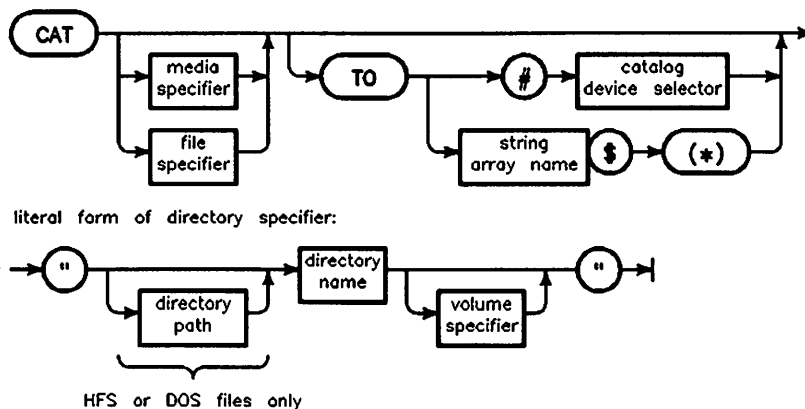 CAT
media
specifier
file
specifier
TO
#
catalog
device selector
string
array name
$
(*)
literal form of directory specifier:
"
directory
path
directory
name
volume
specifier
"
HFS or DOS files only